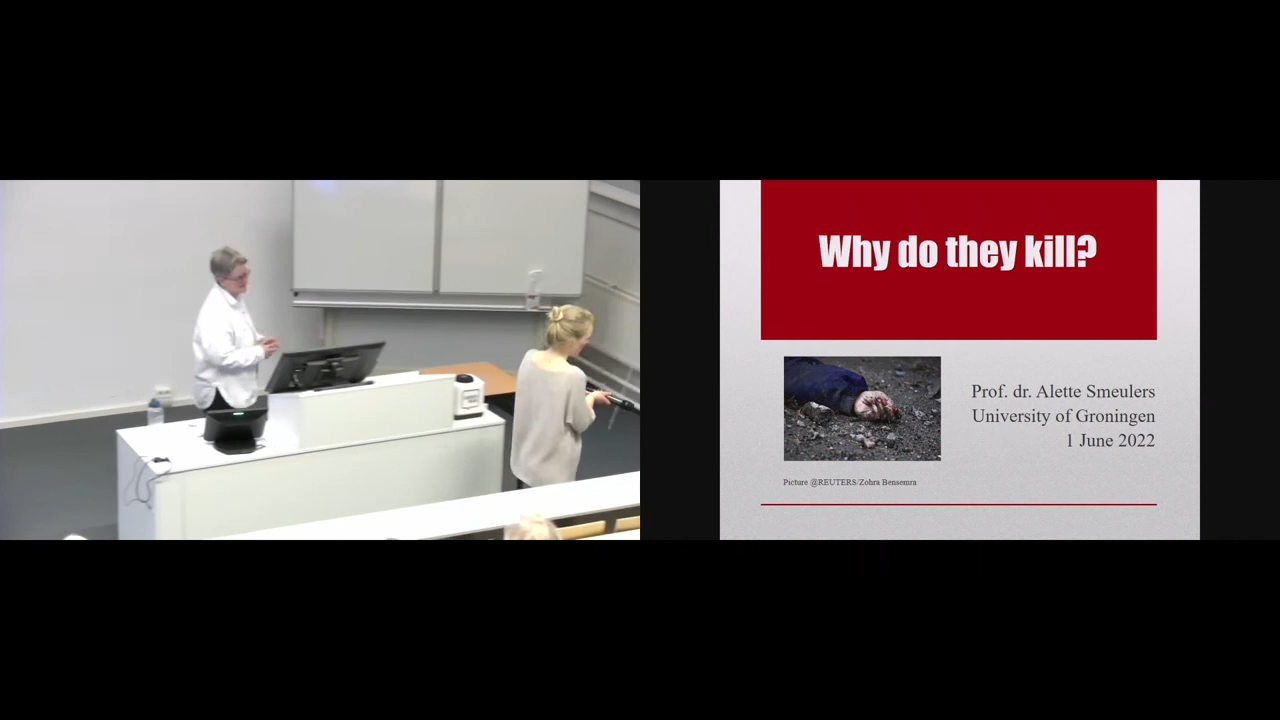 Why do they kill?
Prof. dr. Alette Smeulers
University of Groningen
1 June 2022
Picture @REUTERS/Zohra Bensemra